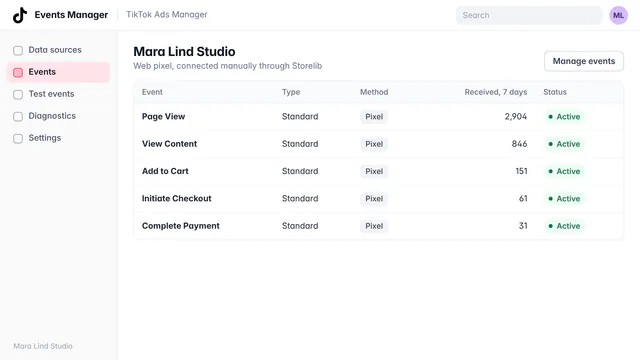 Events Manager
TikTok Ads Manager
Search
ML
Data sources
Events
Test events
Diagnostics
Settings
Mara Lind Studio
Web pixel, connected manually through Storelib
Manage events
Event Type Method Received, 7 days Status
Page View Standard Pixel 2,904 Active
View Content Standard Pixel 846 Active
Add to Cart Standard Pixel 151 Active
Initiate Checkout Standard Pixel 61 Active
Complete Payment Standard Pixel 31 Active
Mara Lind Studio